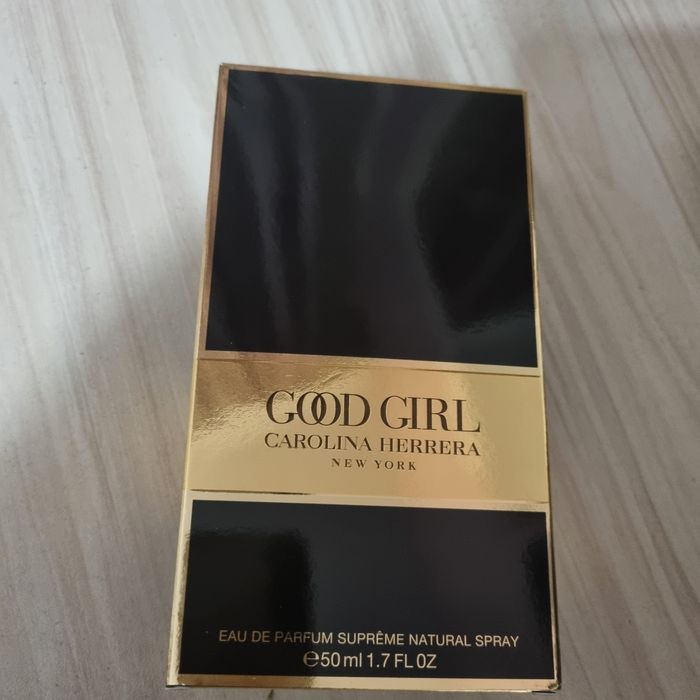 GOOD GIRL
CAROLINA HERRERA
NEW YORK
EAU DE PARFUM SUPRÊME NATURAL SPRAY
℮50 ml 1.7 FL OZ